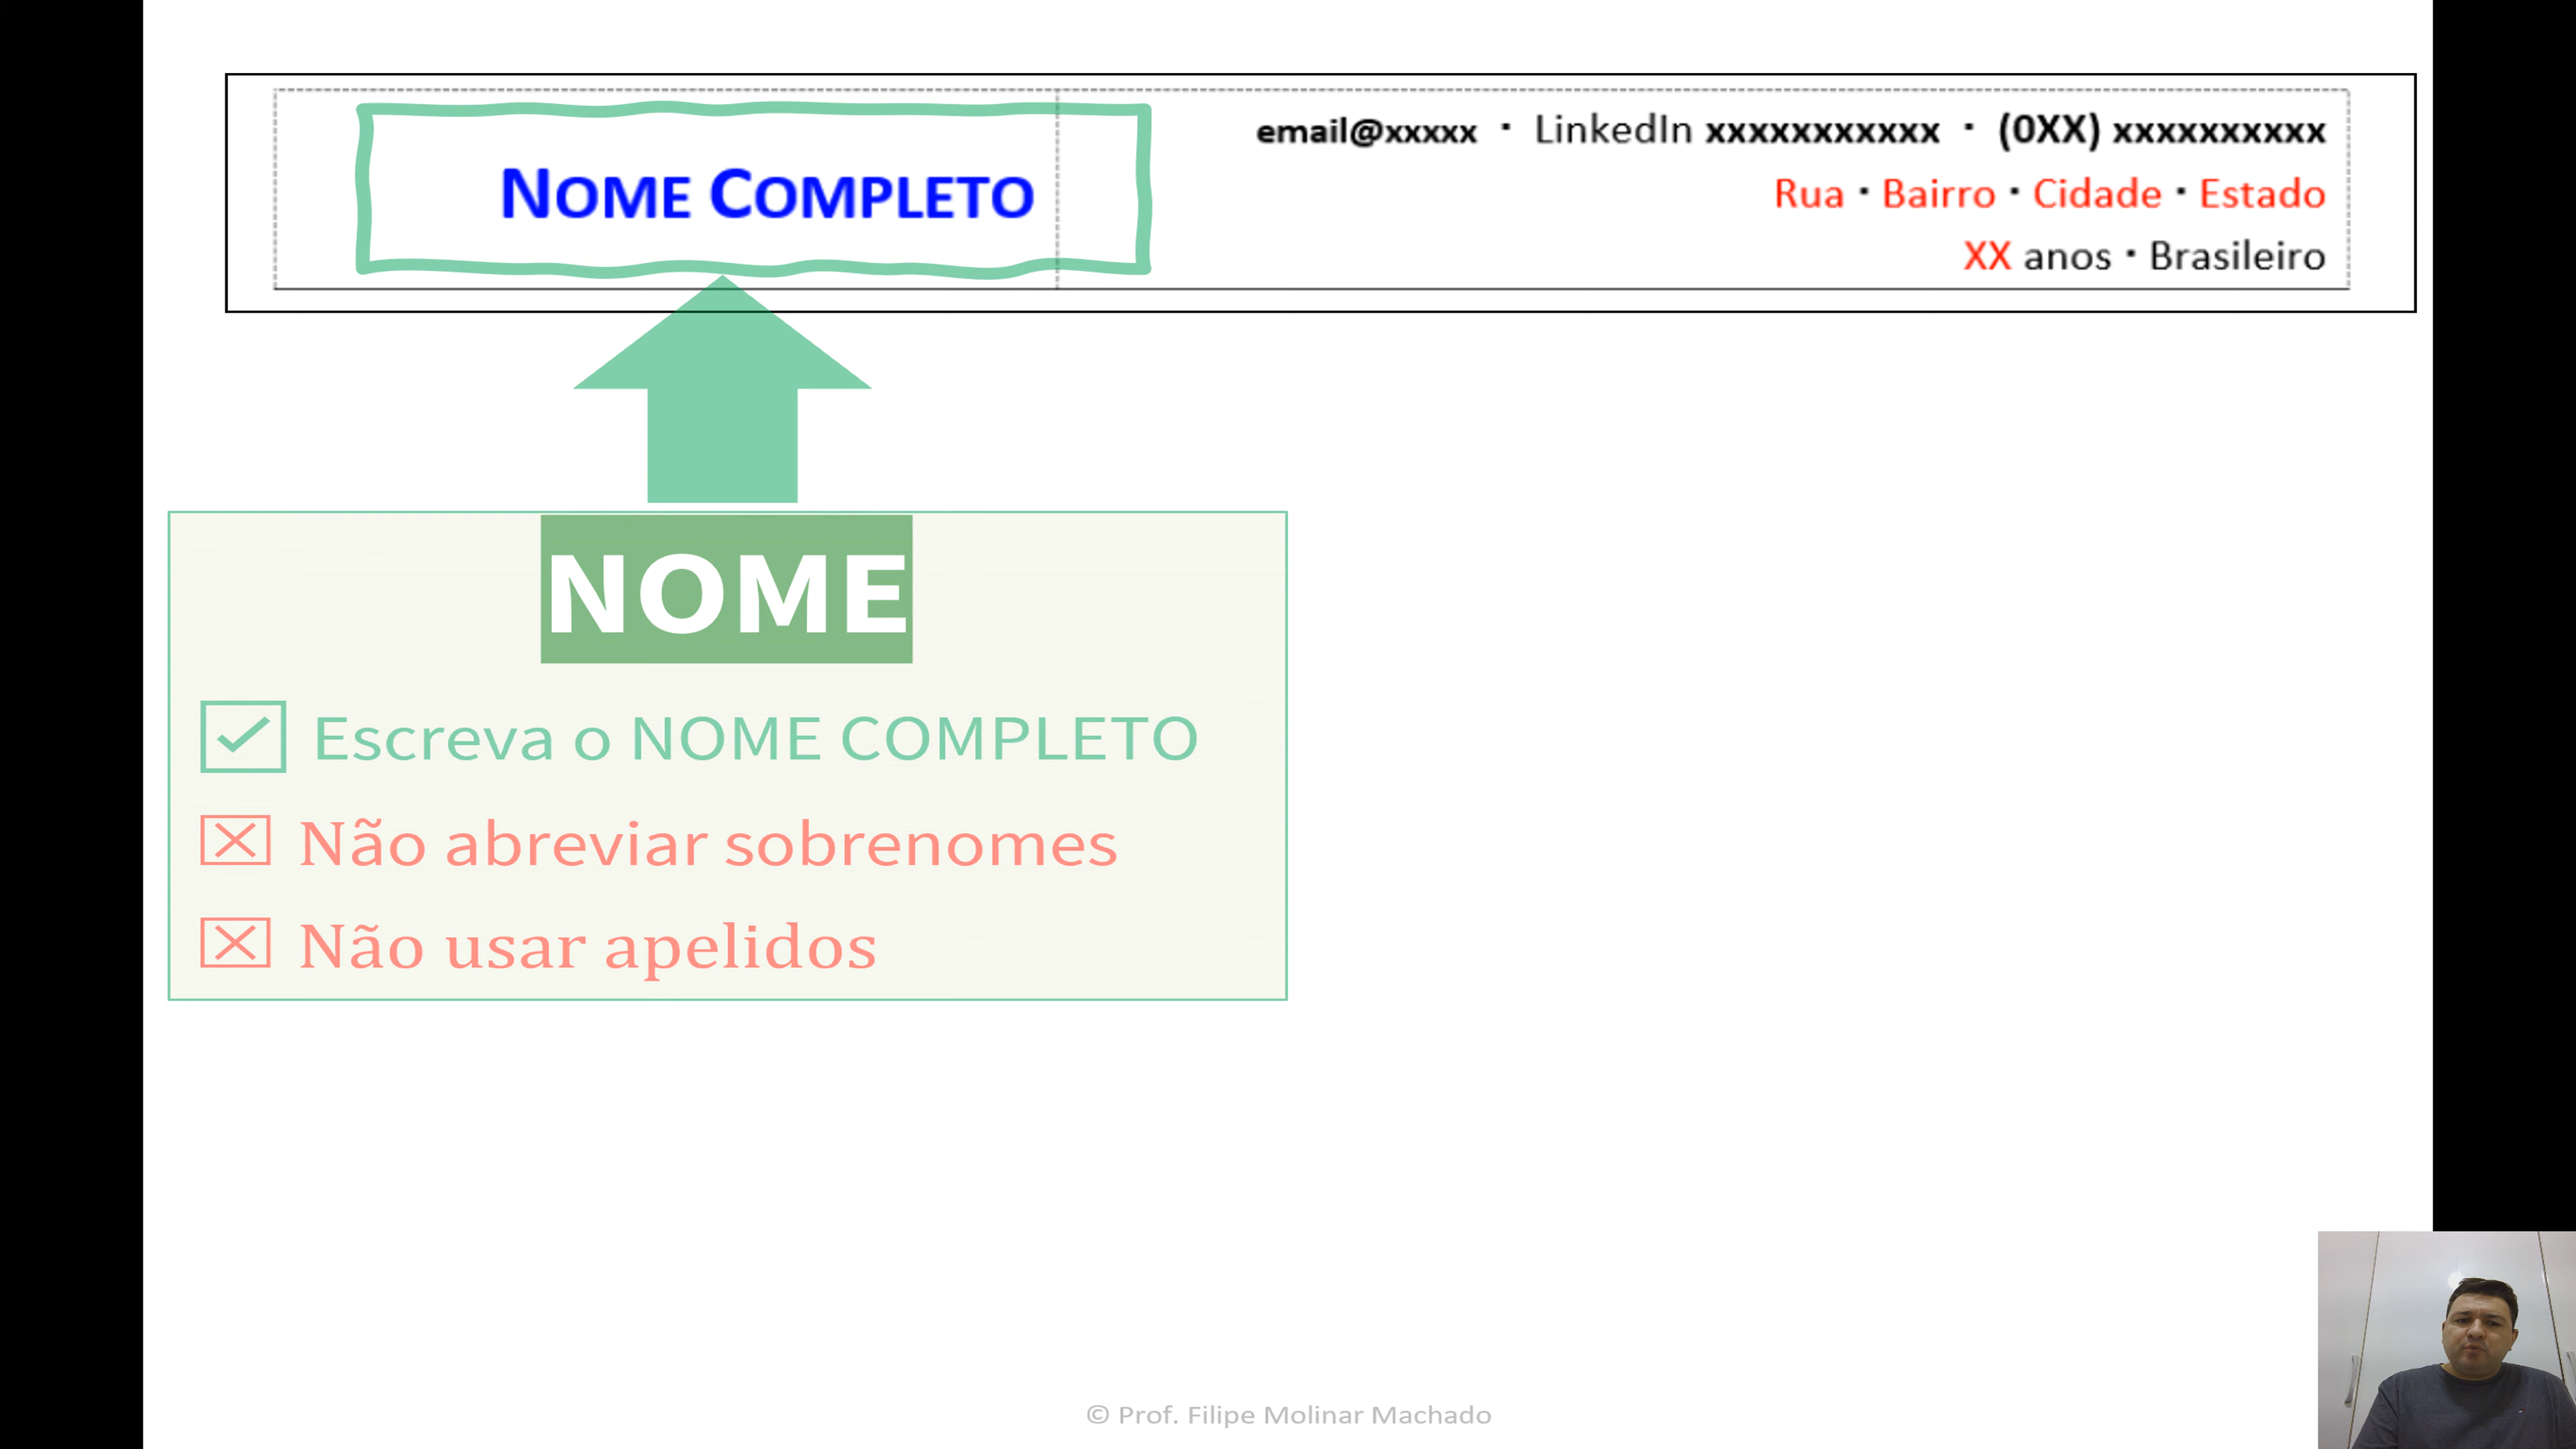 NOME COMPLETO
email@xxxxx · LinkedIn xxxxxxxxxxx · (0XX) xxxxxxxxxx
Rua · Bairro · Cidade · Estado
XX anos · Brasileiro
NOME
Escreva o NOME COMPLETO
Não abreviar sobrenomes
Não usar apelidos
© Prof. Filipe Molinar Machado